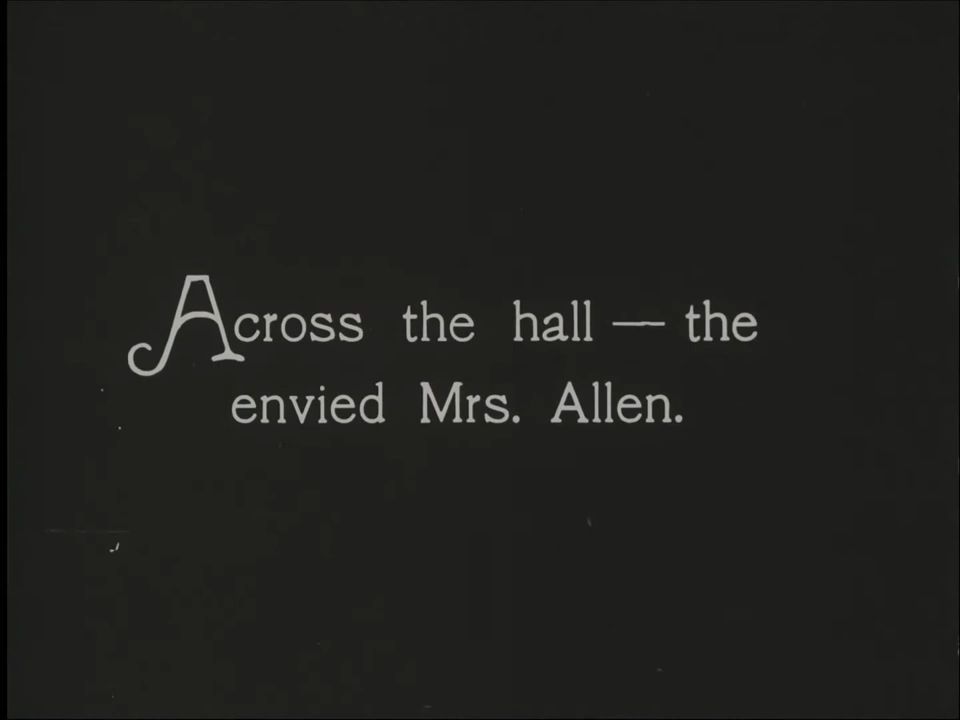 Across the hall — the
envied Mrs. Allen.